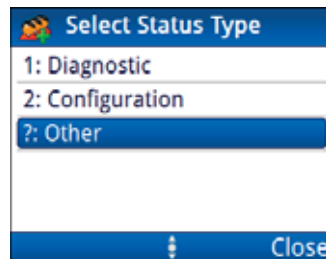 Select Status Type
1: Diagnostic
2: Configuration
?: Other
Close